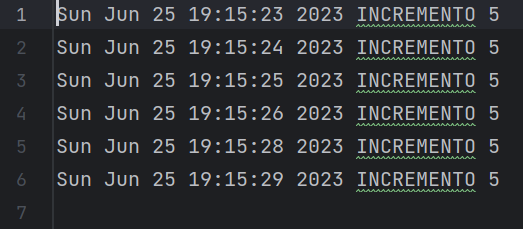 1 Sun Jun 25 19:15:23 2023 INCREMENTO 5
2 Sun Jun 25 19:15:24 2023 INCREMENTO 5
3 Sun Jun 25 19:15:25 2023 INCREMENTO 5
4 Sun Jun 25 19:15:26 2023 INCREMENTO 5
5 Sun Jun 25 19:15:28 2023 INCREMENTO 5
6 Sun Jun 25 19:15:29 2023 INCREMENTO 5
7